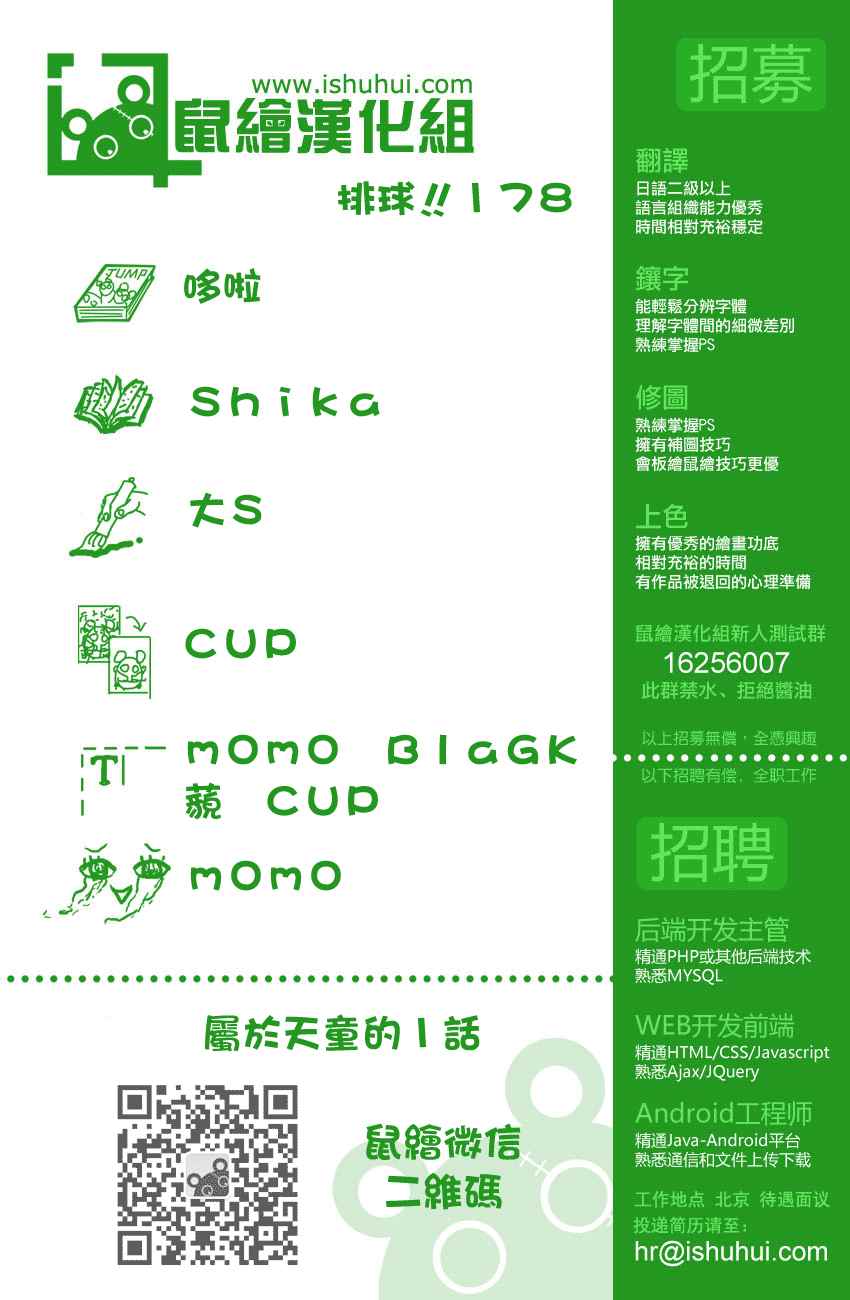 www.ishuhui.com
鼠繪漢化組
排球!!178
JUMP
哆啦
Shika
大S
CUP
T
mOmO BlaGK
蘋 CUP
mOmO
屬於天童的1話
鼠繪微信
二維碼
招募
翻譯
日語二級以上
語言組織能力優秀
時間相對充裕穩定
鑲字
能輕鬆分辨字體
理解字體間的細微差別
熟練掌握PS
修圖
熟練掌握PS
擁有補圖技巧
會板繪鼠繪技巧更優
上色
擁有優秀的繪畫功底
相對充裕的時間
有作品被退回的心理準備
鼠繪漢化組新人測試群
16256007
此群禁水、拒絕醬油
以上招募無償，全憑興趣
以下招聘有偿，全职工作
招聘
后端开发主管
精通PHP或其他后端技术
熟悉MYSQL
WEB开发前端
精通HTML/CSS/Javascript
熟悉Ajax/JQuery
Android工程师
精通Java-Android平台
熟悉通信和文件上传下载
工作地点 北京 待遇面议
投递简历请至：
hr@ishuhui.com